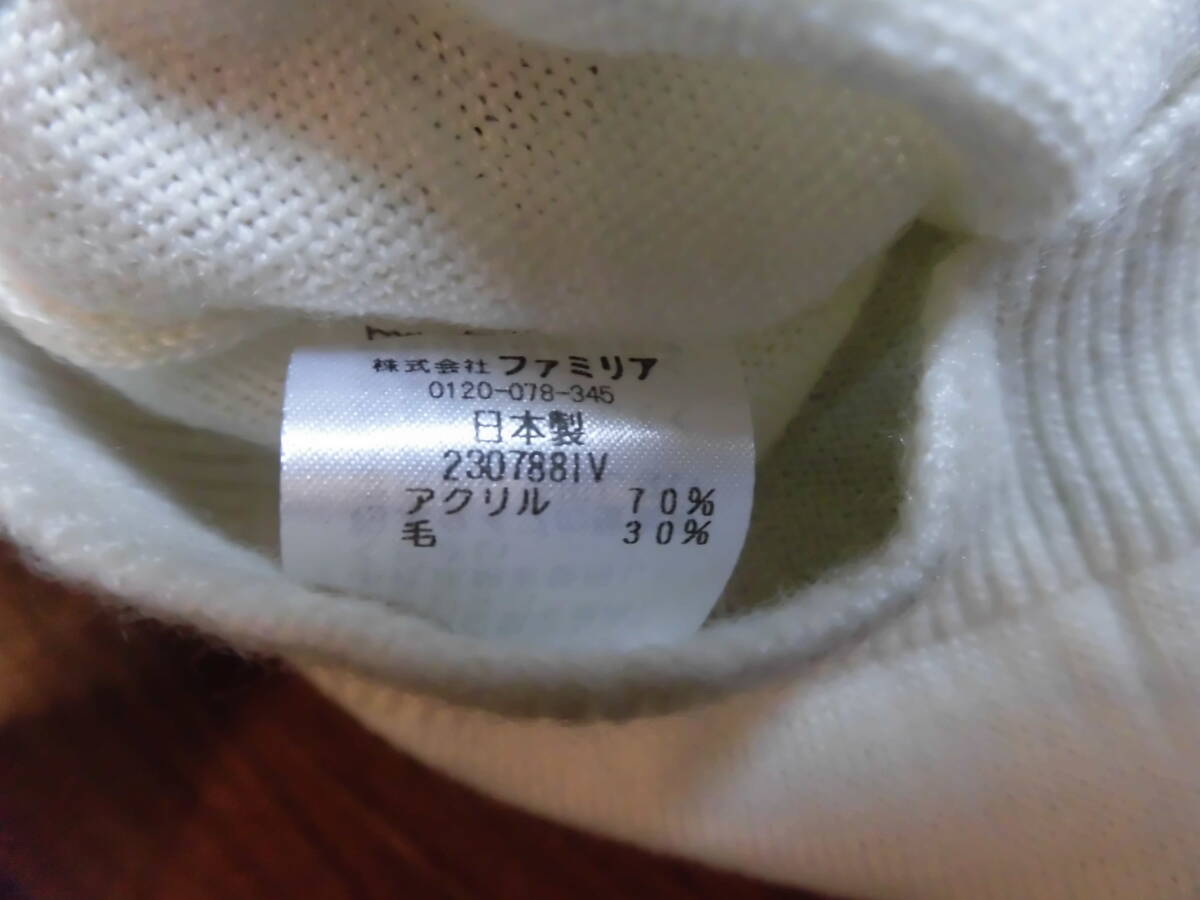 株式会社ファミリア
0120-078-345
日本製
230788IV
アクリル 70%
毛 30%